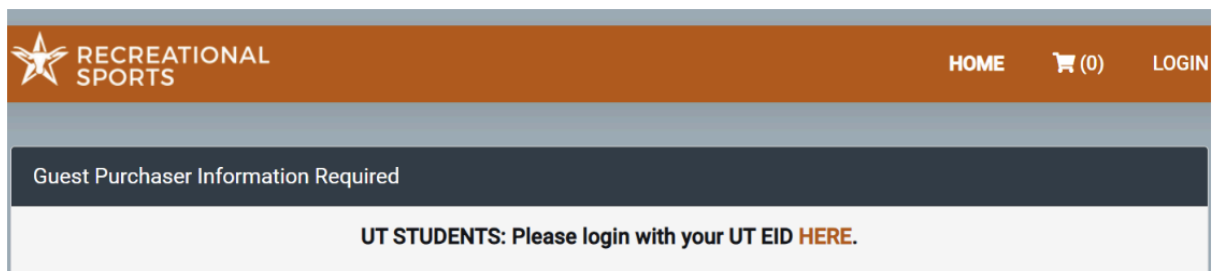 RECREATIONAL
SPORTS
HOME (0) LOGIN
Guest Purchaser Information Required
UT STUDENTS: Please login with your UT EID HERE.